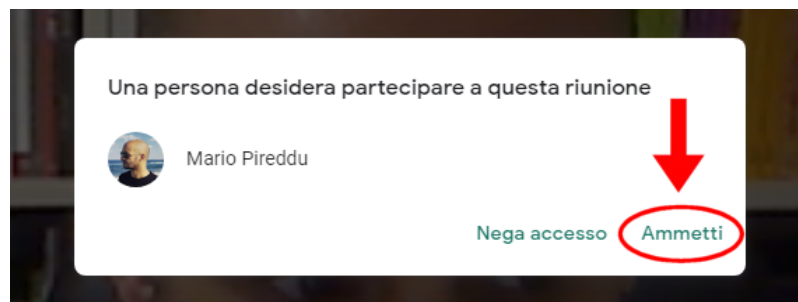 Una persona desidera partecipare a questa riunione
Mario Pireddu
Nega accesso Ammetti